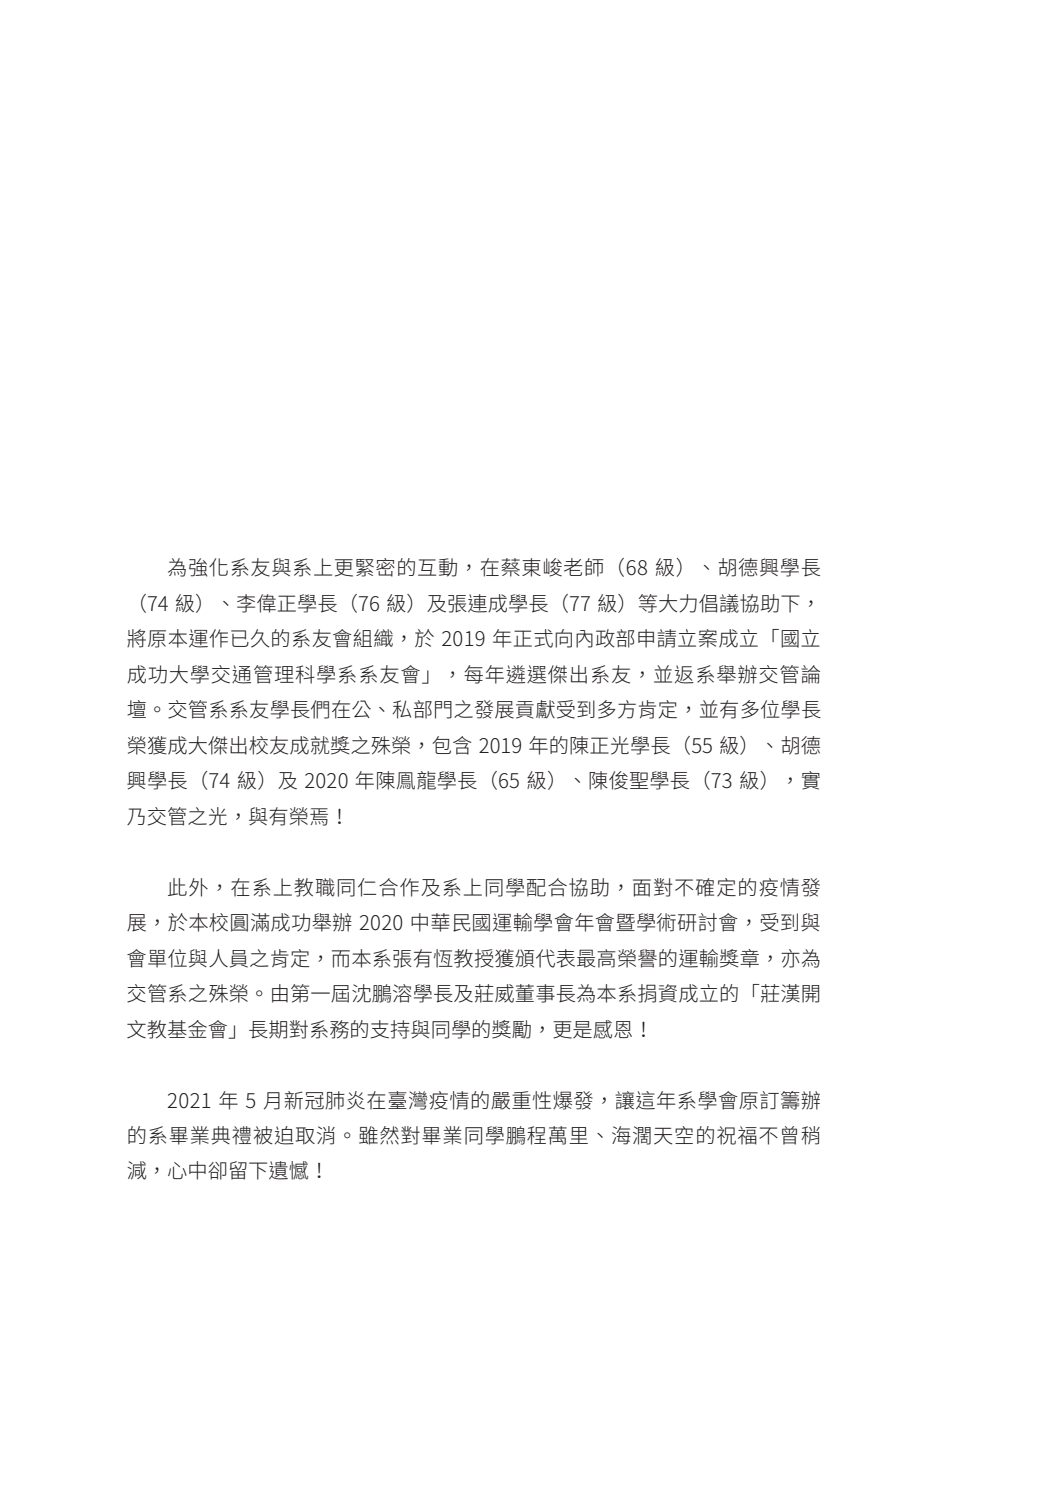 為強化系友與系上更緊密的互動，在蔡東峻老師（68 級）、胡德興學長
（74 級）、李偉正學長（76 級）及張連成學長（77 級）等大力倡議協助下，
將原本運作已久的系友會組織，於 2019 年正式向內政部申請立案成立「國立
成功大學交通管理科學系系友會」，每年遴選傑出系友，並返系舉辦交管論
壇。交管系系友學長們在公、私部門之發展貢獻受到多方肯定，並有多位學長
榮獲成大傑出校友成就獎之殊榮，包含 2019 年的陳正光學長（55 級）、胡德
興學長（74 級）及 2020 年陳鳯龍學長（65 級）、陳俊聖學長（73 級），實
乃交管之光，與有榮焉！
此外，在系上教職同仁合作及系上同學配合協助，面對不確定的疫情發
展，於本校圓滿成功舉辦 2020 中華民國運輸學會年會暨學術研討會，受到與
會單位與人員之肯定，而本系張有恆教授獲頒代表最高榮譽的運輸獎章，亦為
交管系之殊榮。由第一屆沈鵬溶學長及莊威董事長為本系捐資成立的「莊漢開
文教基金會」長期對系務的支持與同學的獎勵，更是感恩！
2021 年 5 月新冠肺炎在臺灣疫情的嚴重性爆發，讓這年系學會原訂籌辦
的系畢業典禮被迫取消。雖然對畢業同學鵬程萬里、海濶天空的祝福不曾稍
減，心中卻留下遺憾！